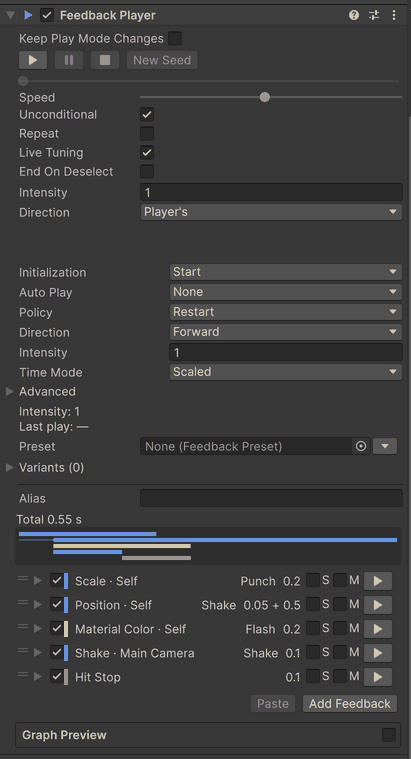 Feedback Player
Keep Play Mode Changes
New Seed
Speed
Unconditional
Repeat
Live Tuning
End On Deselect
Intensity 1
Direction Player's
Initialization Start
Auto Play None
Policy Restart
Direction Forward
Intensity 1
Time Mode Scaled
Advanced
Intensity: 1
Last play: —
Preset None (Feedback Preset)
Variants (0)
Alias
Total 0.55 s
Scale · Self Punch 0.2 S M
Position · Self Shake 0.05 + 0.5 S M
Material Color · Self Flash 0.2 S M
Shake · Main Camera Shake 0.1 S M
Hit Stop 0.1 S M
Paste Add Feedback
Graph Preview